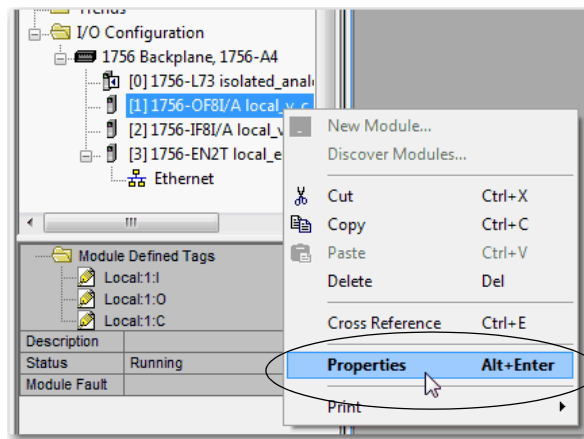 Trends
I/O Configuration
1756 Backplane, 1756-A4
[0] 1756-L73 isolated_anal
[1] 1756-OF8I/A local_v_c
[2] 1756-IF8I/A local_v
[3] 1756-EN2T local_e
Ethernet
New Module...
Discover Modules...
Cut Ctrl+X
Copy Ctrl+C
Paste Ctrl+V
Delete Del
Cross Reference Ctrl+E
Properties Alt+Enter
Print
Module Defined Tags
Local:1:I
Local:1:O
Local:1:C
Description
Status Running
Module Fault